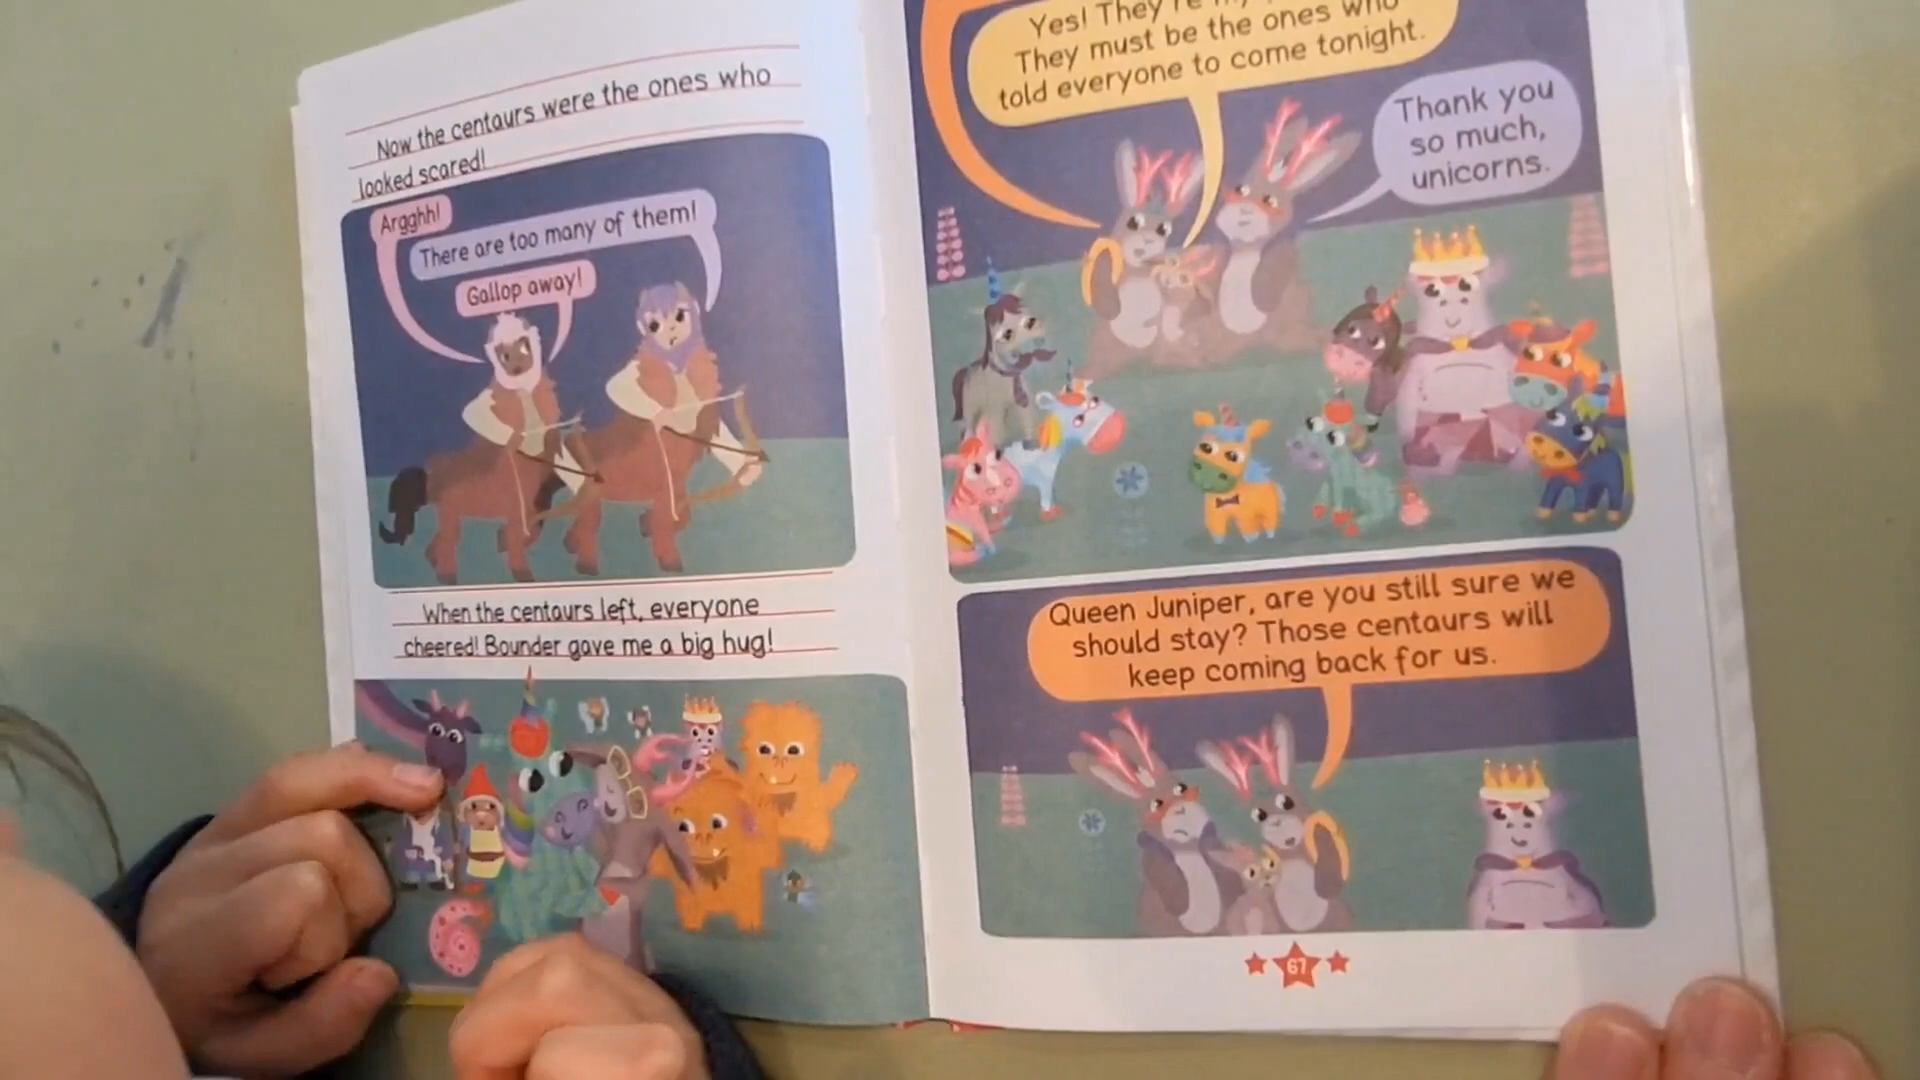 Now the centaurs were the ones who
looked scared!
Argghh!
There are too many of them!
Gallop away!
When the centaurs left, everyone
cheered! Bounder gave me a big hug!
Yes! They're
They must be the ones who
told everyone to come tonight.
Thank you
so much,
unicorns.
Queen Juniper, are you still sure we
should stay? Those centaurs will
keep coming back for us.
67